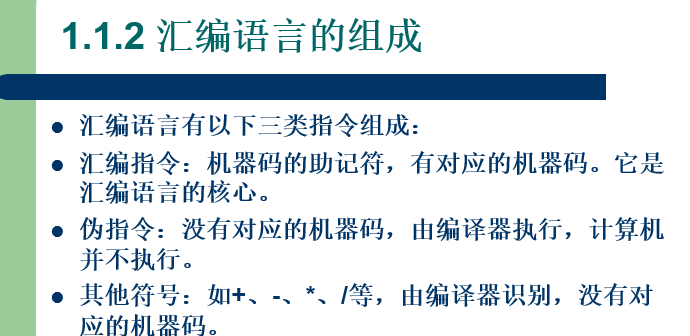 1.1.2 汇编语言的组成
汇编语言有以下三类指令组成：
汇编指令：机器码的助记符，有对应的机器码。它是
汇编语言的核心。
伪指令：没有对应的机器码，由编译器执行，计算机
并不执行。
其他符号：如+、-、*、/等，由编译器识别，没有对
应的机器码。